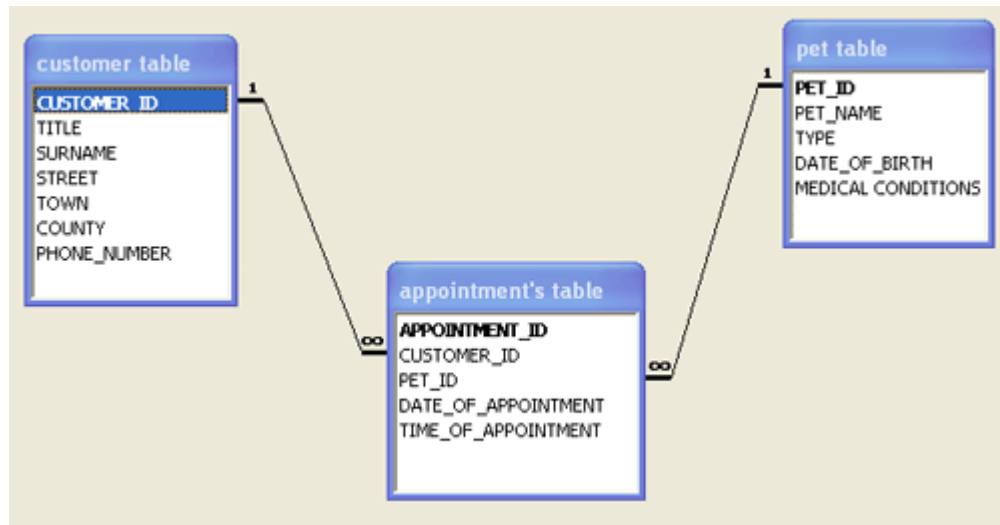 customer table
CUSTOMER_ID
TITLE
SURNAME
STREET
TOWN
COUNTY
PHONE_NUMBER
1
∞
appointment's table
APPOINTMENT_ID
CUSTOMER_ID
PET_ID
DATE_OF_APPOINTMENT
TIME_OF_APPOINTMENT
∞
1
pet table
PET_ID
PET_NAME
TYPE
DATE_OF_BIRTH
MEDICAL CONDITIONS